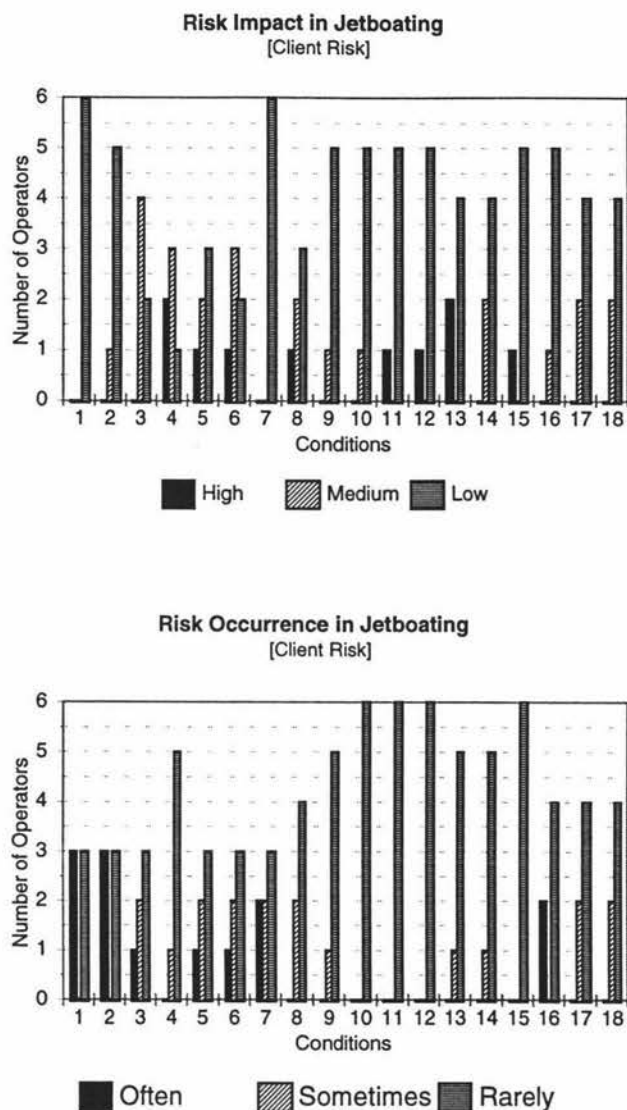 Risk Impact in Jetboating
[Client Risk]
Number of Operators
6
5
4
3
2
1
0
1 2 3 4 5 6 7 8 9 10 11 12 13 14 15 16 17 18
Conditions
High Medium Low
Risk Occurrence in Jetboating
[Client Risk]
Number of Operators
6
5
4
3
2
1
0
1 2 3 4 5 6 7 8 9 10 11 12 13 14 15 16 17 18
Conditions
Often Sometimes Rarely